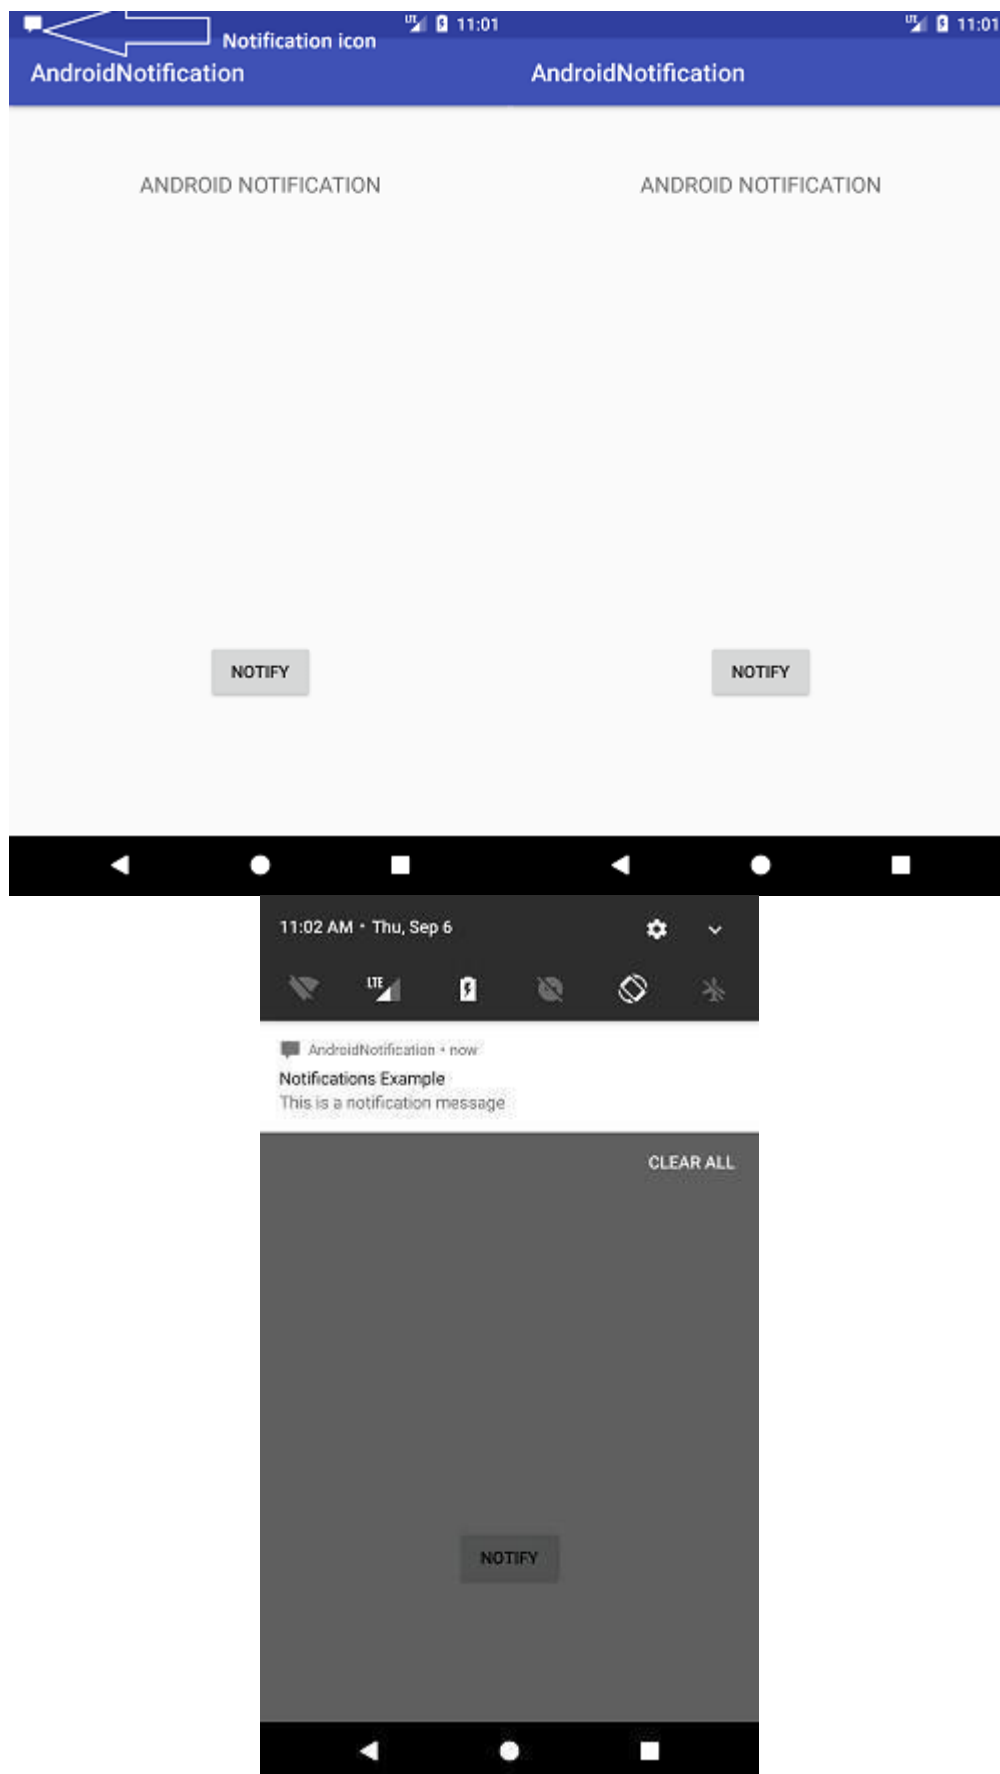 11:01
Notification icon
AndroidNotification
ANDROID NOTIFICATION
NOTIFY
11:01
AndroidNotification
ANDROID NOTIFICATION
NOTIFY
11:02 AM • Thu, Sep 6
LTE
AndroidNotification • now
Notifications Example
This is a notification message
CLEAR ALL
NOTIFY